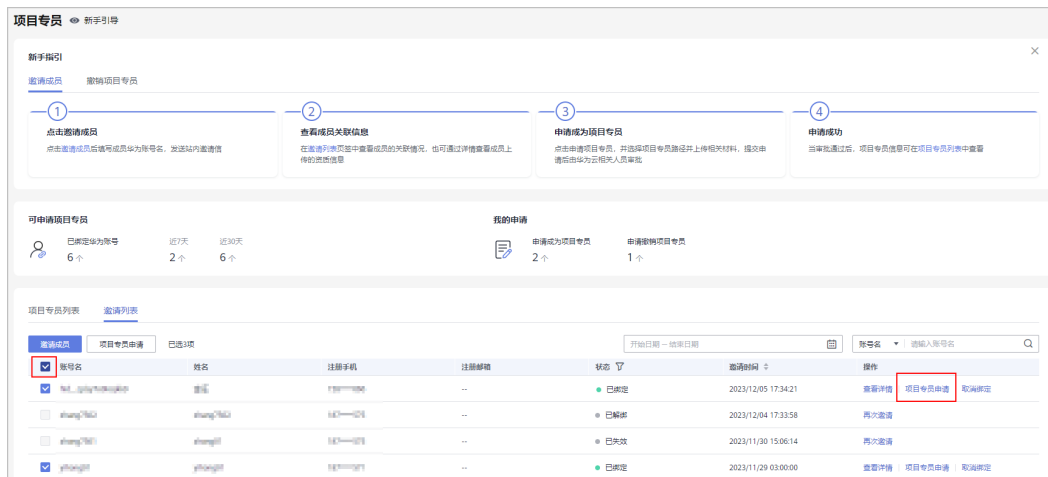 项目专员 新手引导
新手指引
邀请成员 撤销项目专员
1 2 3 4
点击邀请成员
点击邀请成员后填写成员华为账号名，发送站内邀请信
查看成员关联信息
在邀请列表页签中查看成员的关联情况，也可通过详情查看成员上
传的资质信息
申请成为项目专员
点击申请项目专员，并选择项目专员路径并上传相关材料，提交申
请后由华为云相关人员审批
申请成功
当审批通过后，项目专员信息可在项目专员列表中查看
可申请项目专员
已绑定华为账号 近7天 近30天
6 个 2 个 6 个
我的申请
申请成为项目专员 申请撤销项目专员
2 个 1 个
项目专员列表 邀请列表
邀请成员 项目专员申请 已选3项 开始日期 – 结束日期 账号名 请输入账号名
账号名 姓名 注册手机 注册邮箱 状态 邀请时间 操作
-- 已绑定 2023/12/05 17:34:21 查看详情 项目专员申请 取消绑定
-- 已解绑 2023/12/04 17:33:58 再次邀请
-- 已失效 2023/11/30 15:06:14 再次邀请
-- 已绑定 2023/11/29 03:00:00 查看详情 项目专员申请 取消绑定